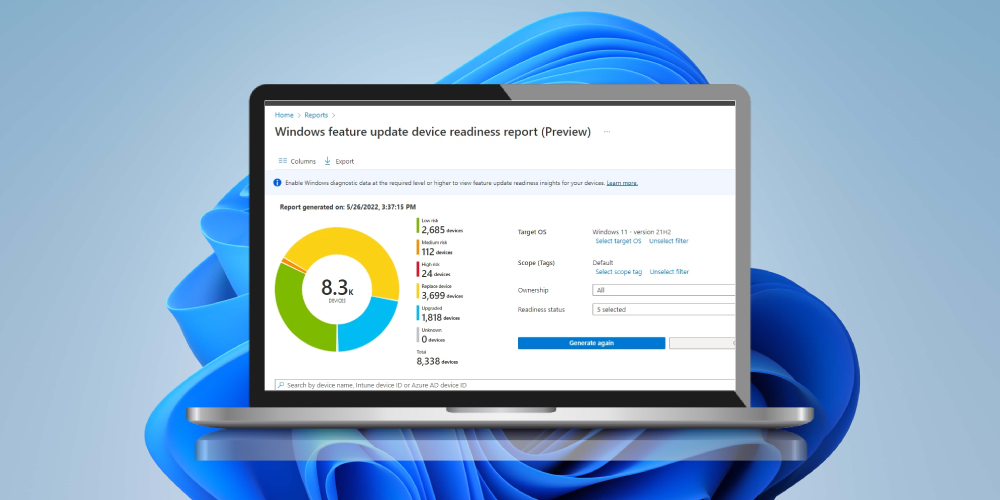 Home > Reports >
Windows feature update device readiness report (Preview) ...
Columns Export
Enable Windows diagnostic data at the required level or higher to view feature update readiness insights for your devices. Learn more.
Report generated on: 5/26/2022, 3:37:15 PM
8.3K
DEVICES
Low risk
2,685 devices
Medium risk
112 devices
High risk
24 devices
Replace device
3,699 devices
Upgraded
1,818 devices
Unknown
0 devices
Total
8,338 devices
Target OS Windows 11 - version 21H2
Select target OS Unselect filter
Scope (Tags) Default
Select scope tag Unselect filter
Ownership All
Readiness status 5 selected
Generate again
Search by device name, Intune device ID or Azure AD device ID